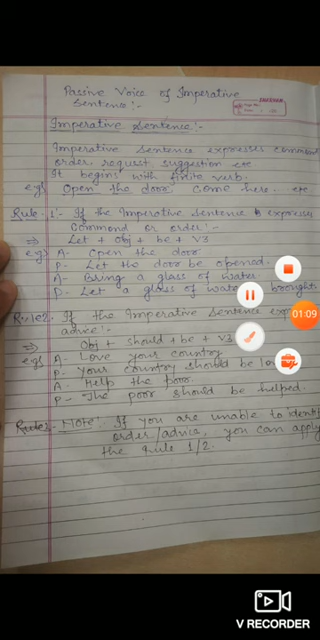 Passive Voice of Imperative
Sentence:-
Imperative Sentence:-
Imperative Sentence expresses command
order, request suggestion etc
It begins with finite verb.
eg) Open the door, come here etc.
Rule-1:- If the Imperative Sentence expresses
Command or order:-
⇒ Let + obj + be + V3
eg) A- Open the door
P- Let the door be opened.
A- Bring a glass of water
P- Let a glass of water brought
Rule2- If the Imperative Sentence
advice:-
⇒ Obj + should + be + V3
eg) A- Love your country
P- Your country should be
A- Help the poor
P- The poor should be helped.
Note: If you are unable to
order/advice, you can apply
the rule 1/2.
01:09
V RECORDER